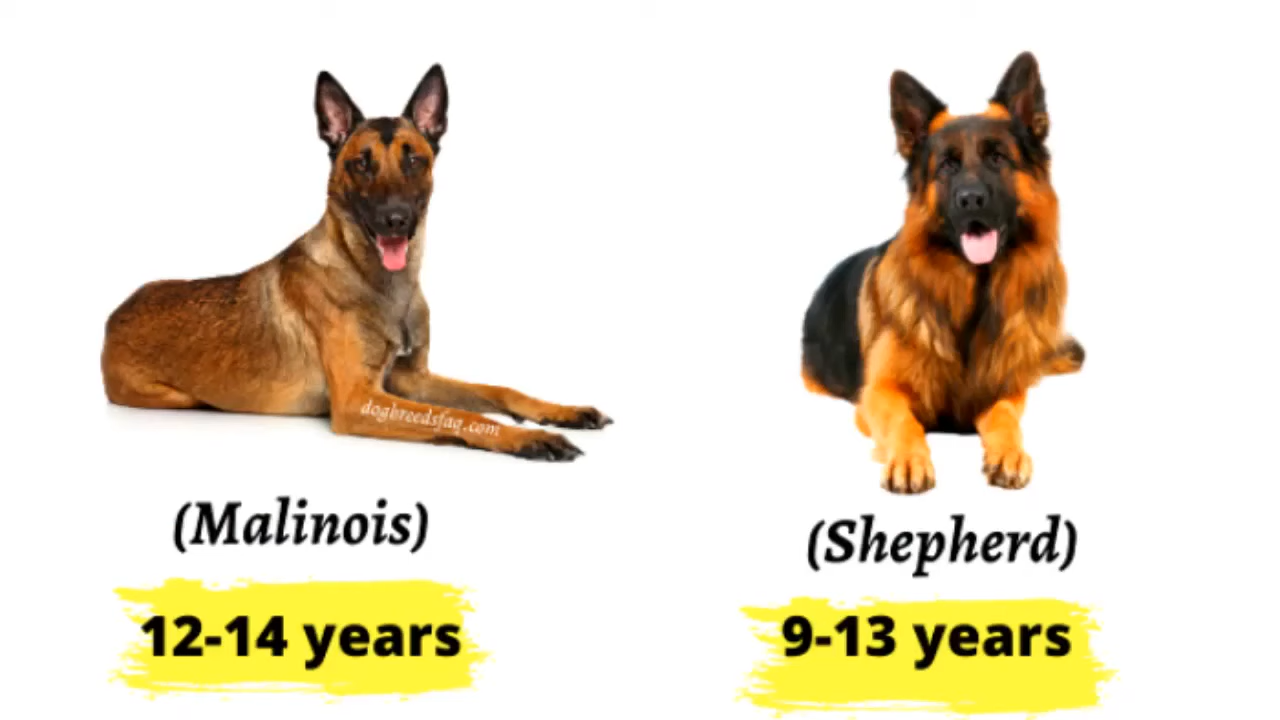 dogbreedsfaq.com
(Malinois)
(Shepherd)
12-14 years
9-13 years